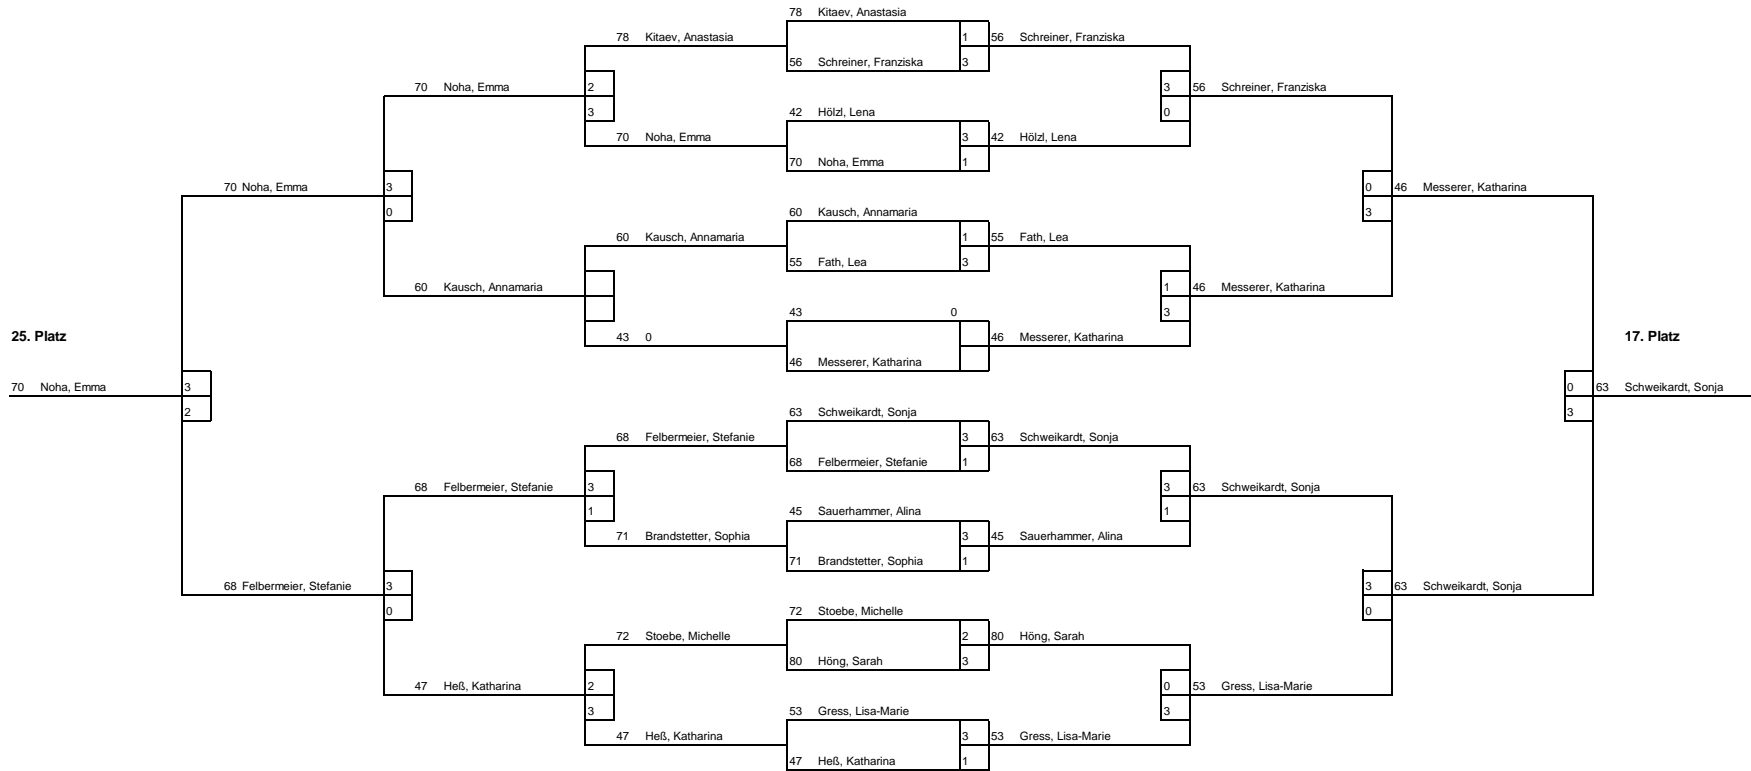 78 Kitaev, Anastasia
78 Kitaev, Anastasia 1 56 Schreiner, Franziska
56 Schreiner, Franziska 3
70 Noha, Emma 2 3 56 Schreiner, Franziska
3 42 Hölzl, Lena 0
70 Noha, Emma 3 42 Hölzl, Lena
70 Noha, Emma 1
70 Noha, Emma 3 0 46 Messerer, Katharina
0 60 Kausch, Annamaria 3
60 Kausch, Annamaria 1 55 Fath, Lea
55 Fath, Lea 3
60 Kausch, Annamaria 1 46 Messerer, Katharina
43 0 3
43 0 46 Messerer, Katharina
25. Platz 17. Platz
46 Messerer, Katharina
70 Noha, Emma 3 0 63 Schweikardt, Sonja
2 63 Schweikardt, Sonja 3
68 Felbermeier, Stefanie 3 63 Schweikardt, Sonja
68 Felbermeier, Stefanie 1
68 Felbermeier, Stefanie 3 3 63 Schweikardt, Sonja
1 45 Sauerhammer, Alina 1
71 Brandstetter, Sophia 3 45 Sauerhammer, Alina
71 Brandstetter, Sophia 1
68 Felbermeier, Stefanie 3 3 63 Schweikardt, Sonja
0 72 Stoebe, Michelle 0
72 Stoebe, Michelle 2 80 Höng, Sarah
80 Höng, Sarah 3
47 Heß, Katharina 2 0 53 Gress, Lisa-Marie
3 53 Gress, Lisa-Marie 3
47 Heß, Katharina 3 53 Gress, Lisa-Marie
47 Heß, Katharina 1